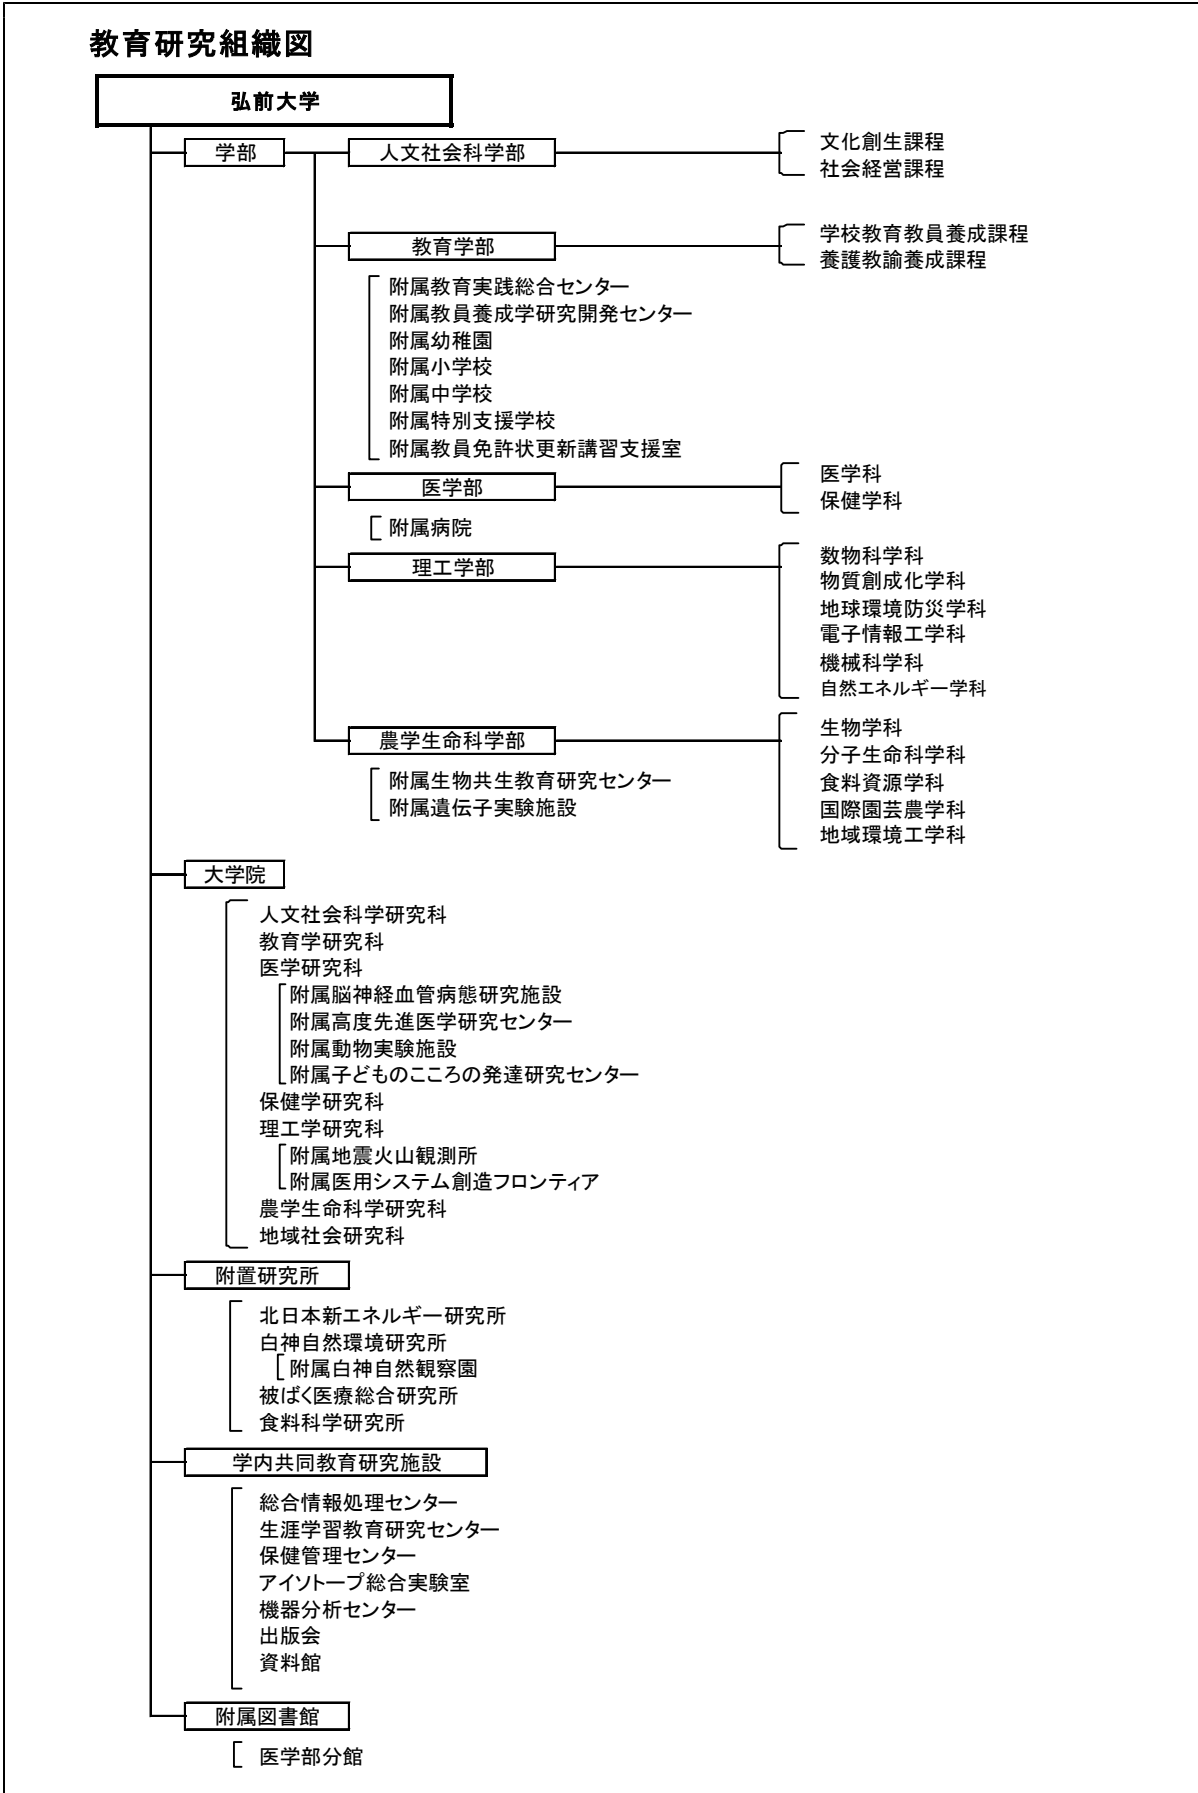 教育研究組織図
弘前大学
学部
人文社会科学部
文化創生課程
社会経営課程
教育学部
学校教育教員養成課程
養護教諭養成課程
附属教育実践総合センター
附属教員養成学研究開発センター
附属幼稚園
附属小学校
附属中学校
附属特別支援学校
附属教員免許状更新講習支援室
医学部
医学科
保健学科
附属病院
理工学部
数物科学科
物質創成化学科
地球環境防災学科
電子情報工学科
機械科学科
自然エネルギー学科
農学生命科学部
生物学科
分子生命科学科
食料資源学科
国際園芸農学科
地域環境工学科
附属生物共生教育研究センター
附属遺伝子実験施設
大学院
人文社会科学研究科
教育学研究科
医学研究科
附属脳神経血管病態研究施設
附属高度先進医学研究センター
附属動物実験施設
附属子どものこころの発達研究センター
保健学研究科
理工学研究科
附属地震火山観測所
附属医用システム創造フロンティア
農学生命科学研究科
地域社会研究科
附置研究所
北日本新エネルギー研究所
白神自然環境研究所
附属白神自然観察園
被ばく医療総合研究所
食料科学研究所
学内共同教育研究施設
総合情報処理センター
生涯学習教育研究センター
保健管理センター
アイソトープ総合実験室
機器分析センター
出版会
資料館
附属図書館
医学部分館